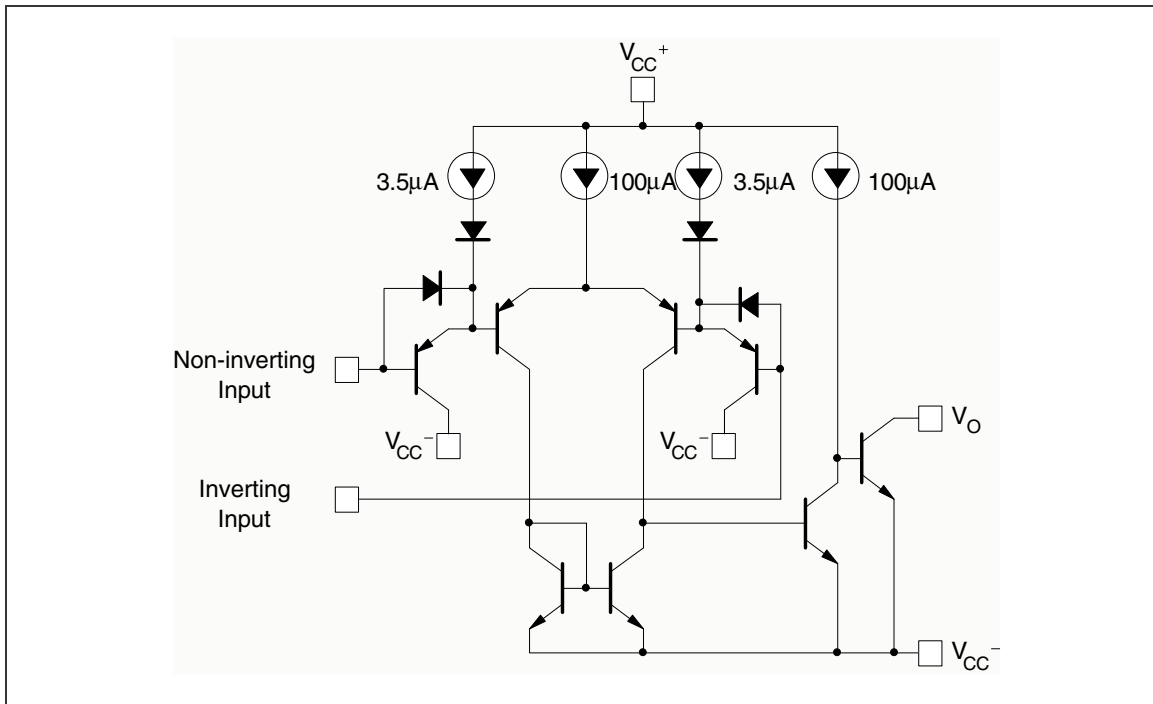 VCC+
3.5μA
100μA
3.5μA
100μA
Non-inverting
Input
VCC−
VCC−
VO
Inverting
Input
VCC−